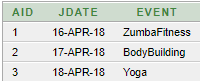 AID JDATE EVENT
1 16-APR-18 ZumbaFitness
2 17-APR-18 BodyBuilding
3 18-APR-18 Yoga